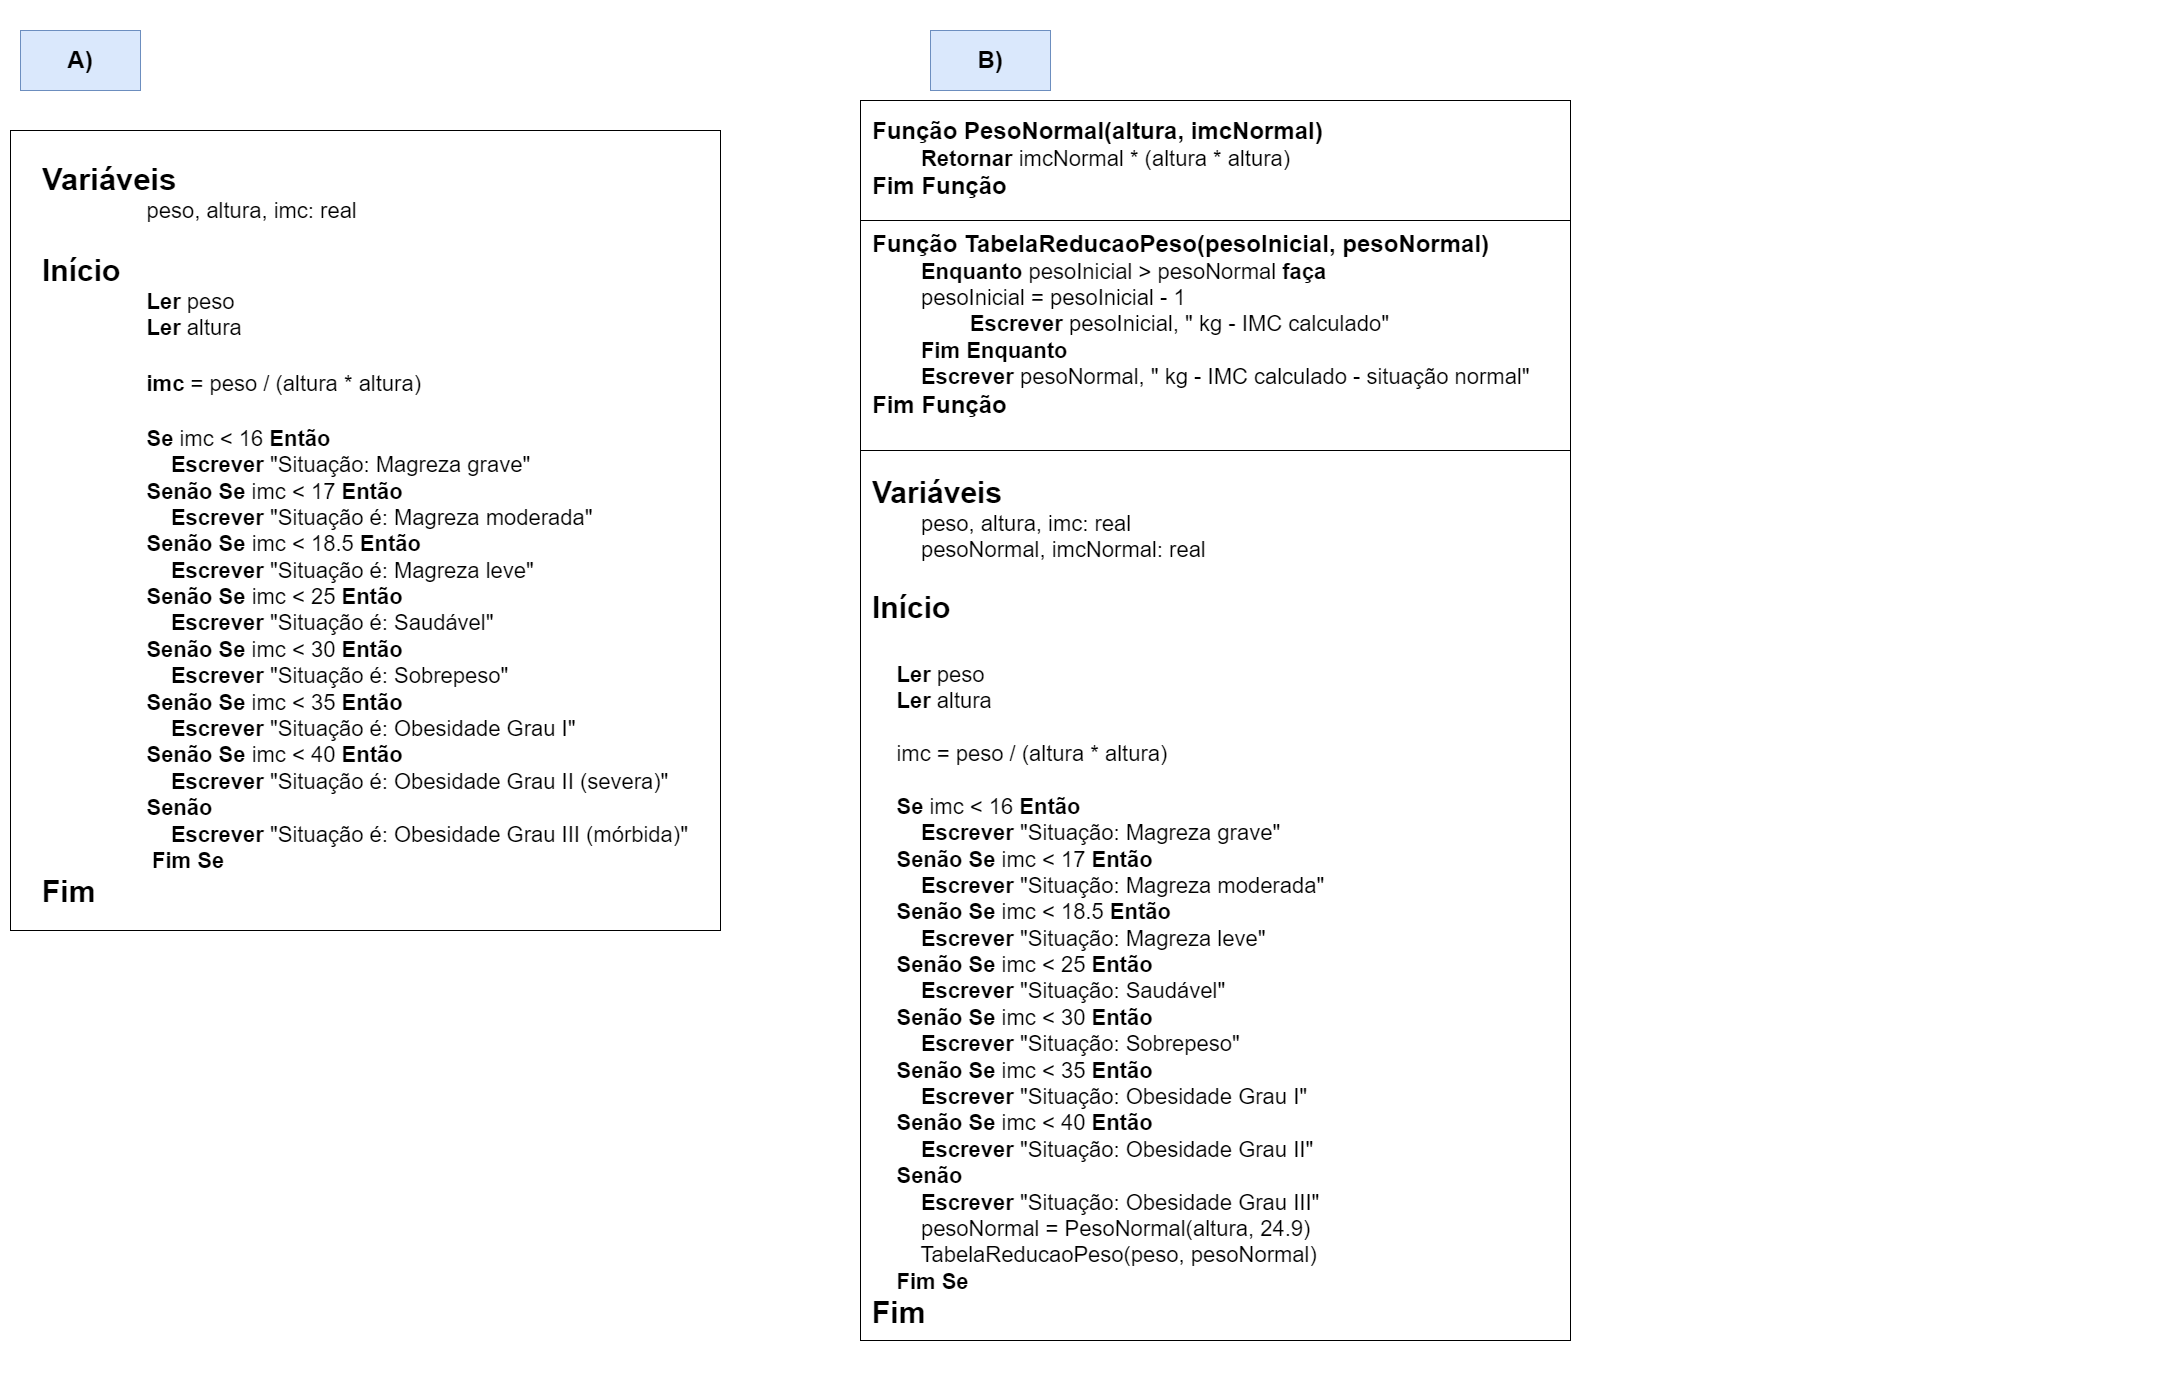 A)
Variáveis
peso, altura, imc: real
Início
Ler peso
Ler altura
imc = peso / (altura * altura)
Se imc < 16 Então
Escrever "Situação: Magreza grave"
Senão Se imc < 17 Então
Escrever "Situação é: Magreza moderada"
Senão Se imc < 18.5 Então
Escrever "Situação é: Magreza leve"
Senão Se imc < 25 Então
Escrever "Situação é: Saudável"
Senão Se imc < 30 Então
Escrever "Situação é: Sobrepeso"
Senão Se imc < 35 Então
Escrever "Situação é: Obesidade Grau I"
Senão Se imc < 40 Então
Escrever "Situação é: Obesidade Grau II (severa)"
Senão
Escrever "Situação é: Obesidade Grau III (mórbida)"
Fim Se
Fim
B)
Função PesoNormal(altura, imcNormal)
Retornar imcNormal * (altura * altura)
Fim Função
Função TabelaReducaoPeso(pesoInicial, pesoNormal)
Enquanto pesoInicial > pesoNormal faça
pesoInicial = pesoInicial - 1
Escrever pesoInicial, " kg - IMC calculado"
Fim Enquanto
Escrever pesoNormal, " kg - IMC calculado - situação normal"
Fim Função
Variáveis
peso, altura, imc: real
pesoNormal, imcNormal: real
Início
Ler peso
Ler altura
imc = peso / (altura * altura)
Se imc < 16 Então
Escrever "Situação: Magreza grave"
Senão Se imc < 17 Então
Escrever "Situação: Magreza moderada"
Senão Se imc < 18.5 Então
Escrever "Situação: Magreza leve"
Senão Se imc < 25 Então
Escrever "Situação: Saudável"
Senão Se imc < 30 Então
Escrever "Situação: Sobrepeso"
Senão Se imc < 35 Então
Escrever "Situação: Obesidade Grau I"
Senão Se imc < 40 Então
Escrever "Situação: Obesidade Grau II"
Senão
Escrever "Situação: Obesidade Grau III"
pesoNormal = PesoNormal(altura, 24.9)
TabelaReducaoPeso(peso, pesoNormal)
Fim Se
Fim